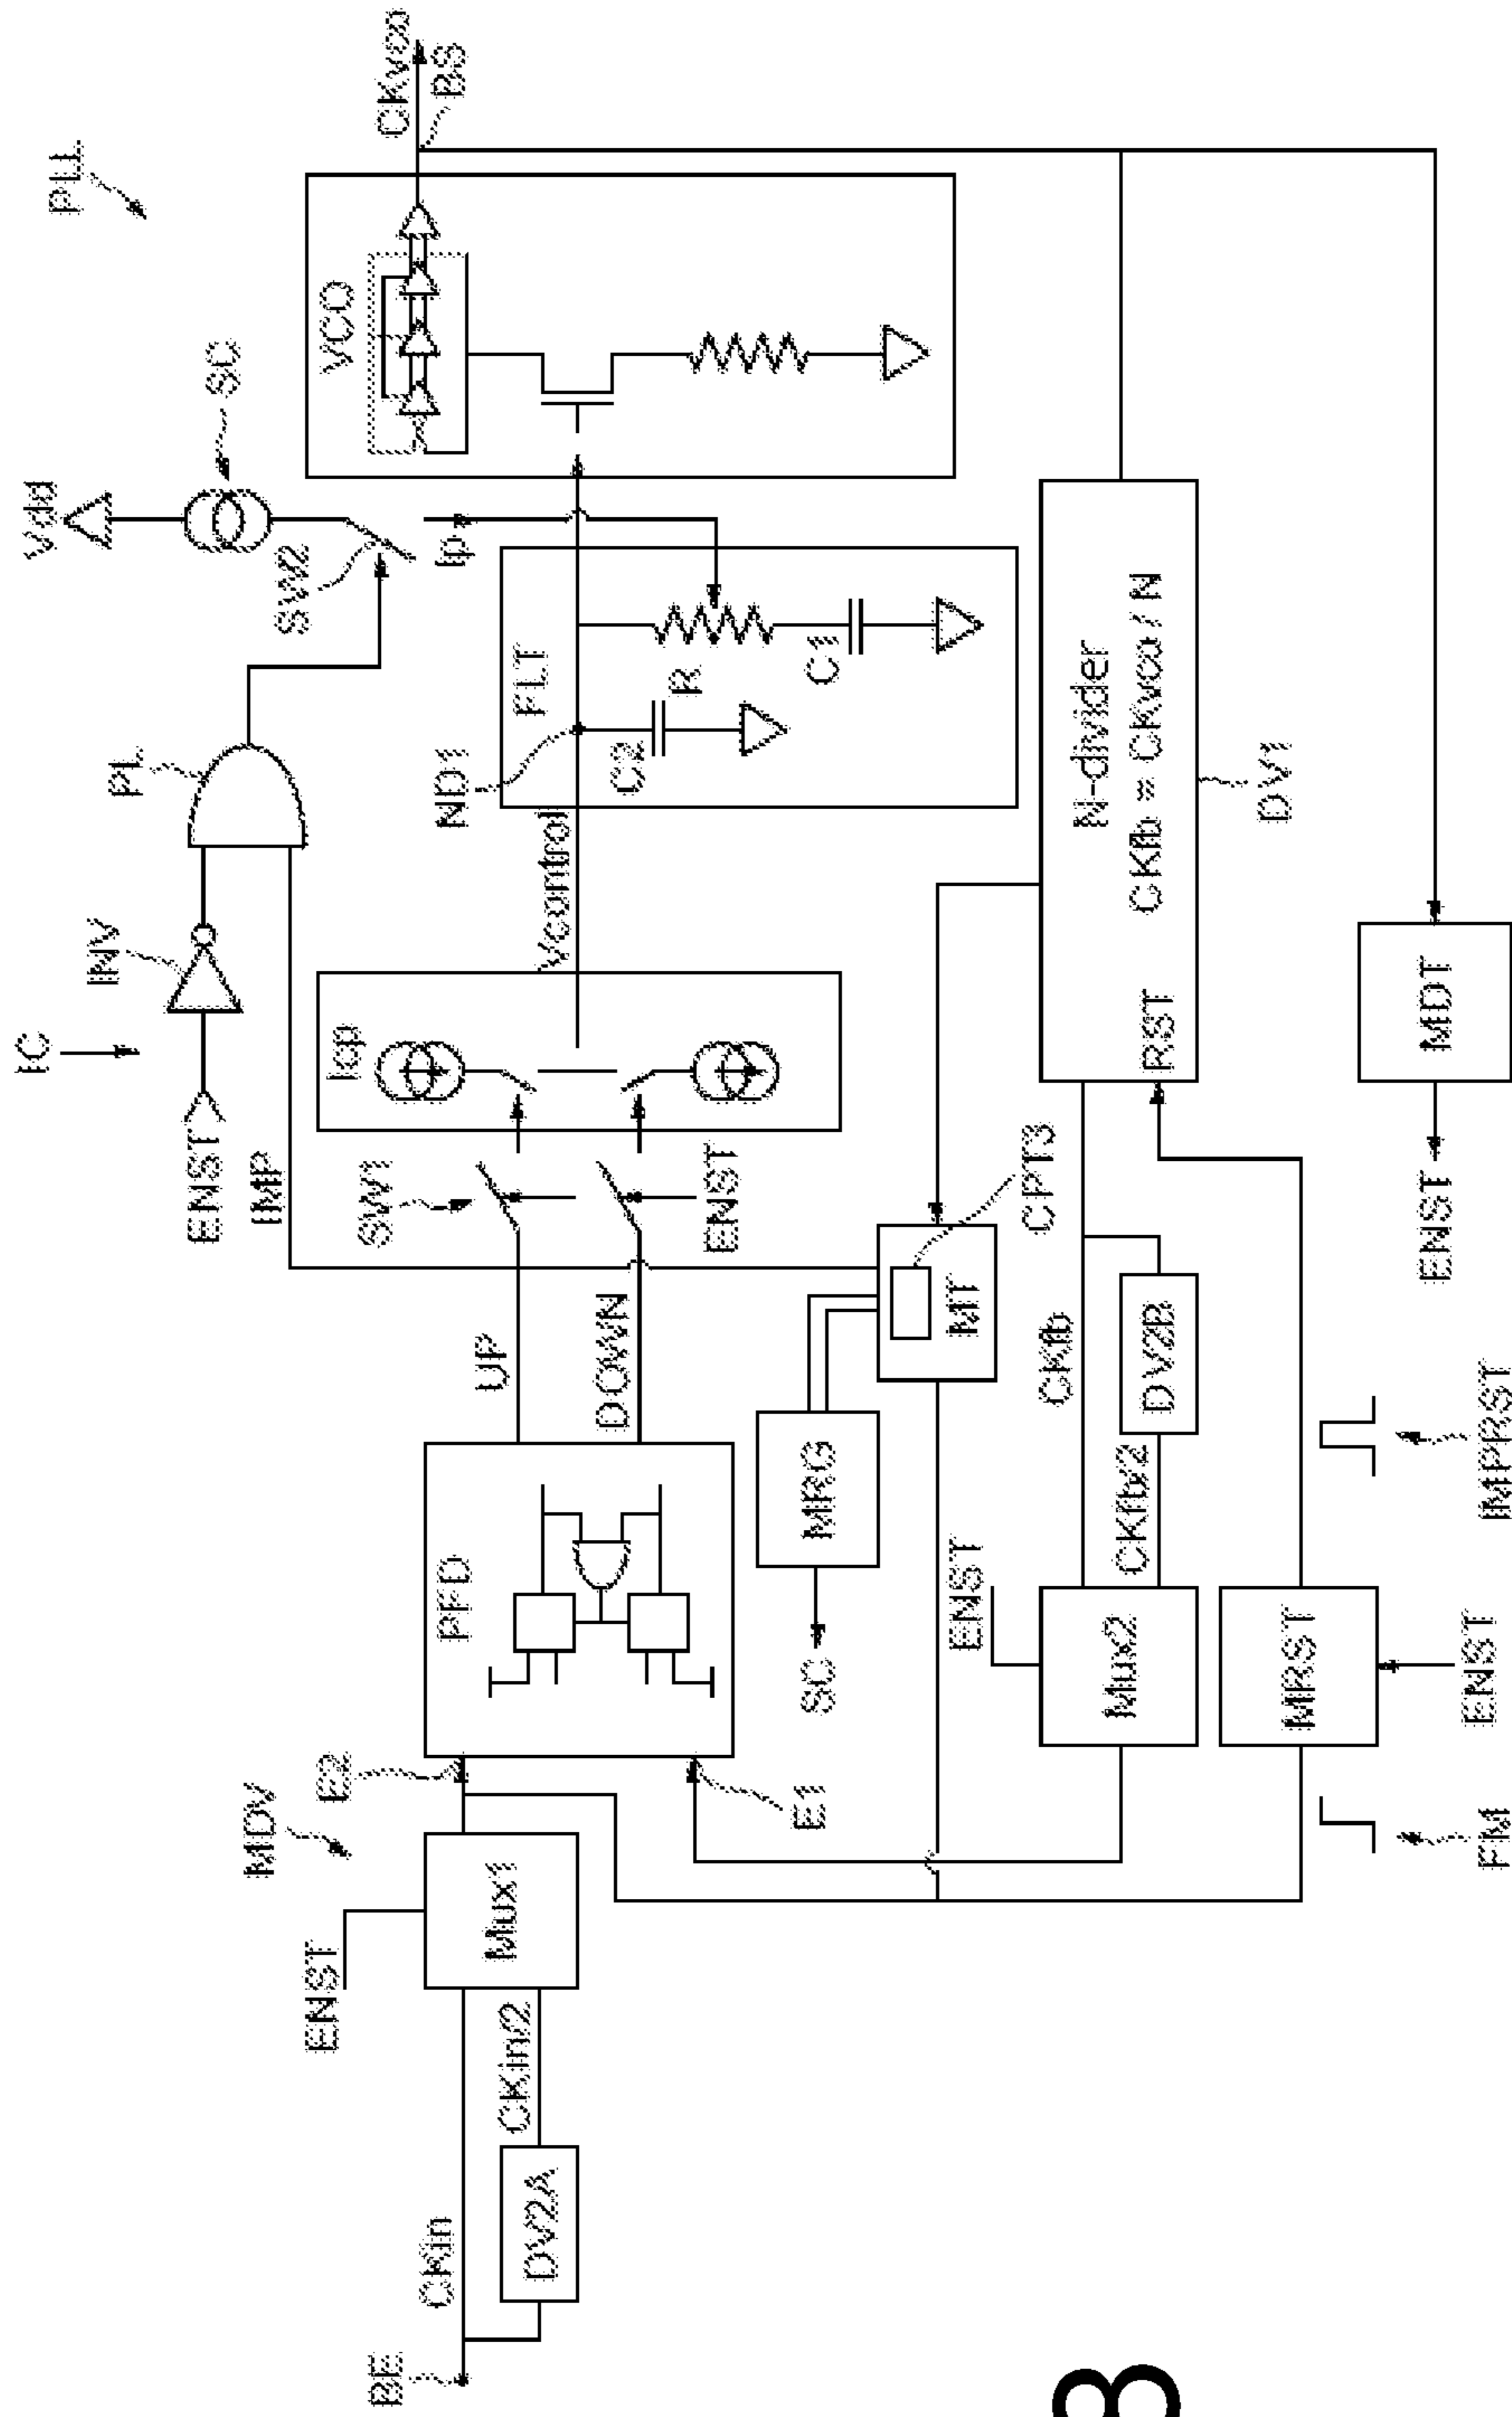 PLL
IC
Vdd
SC
CKvco
BS
INV
PL
SW2
VCO
ENST
IMP
Ip
MDV
ENST
E2
PFD
UP
SW1
Icp
Vcontrol
ND1
FLT
BE
CKin
Mux1
CKin/2
DV2A
DOWN
ENST
C2
R
C1
E1
SC
MRG
MT
CPT3
ENST
Mux2
CKfb
CKfb/2
DV2B
N-divider
CKfb = CKvco / N
RST
DV1
MRST
ENST
FM
IMPRST
MDT
ENST
3